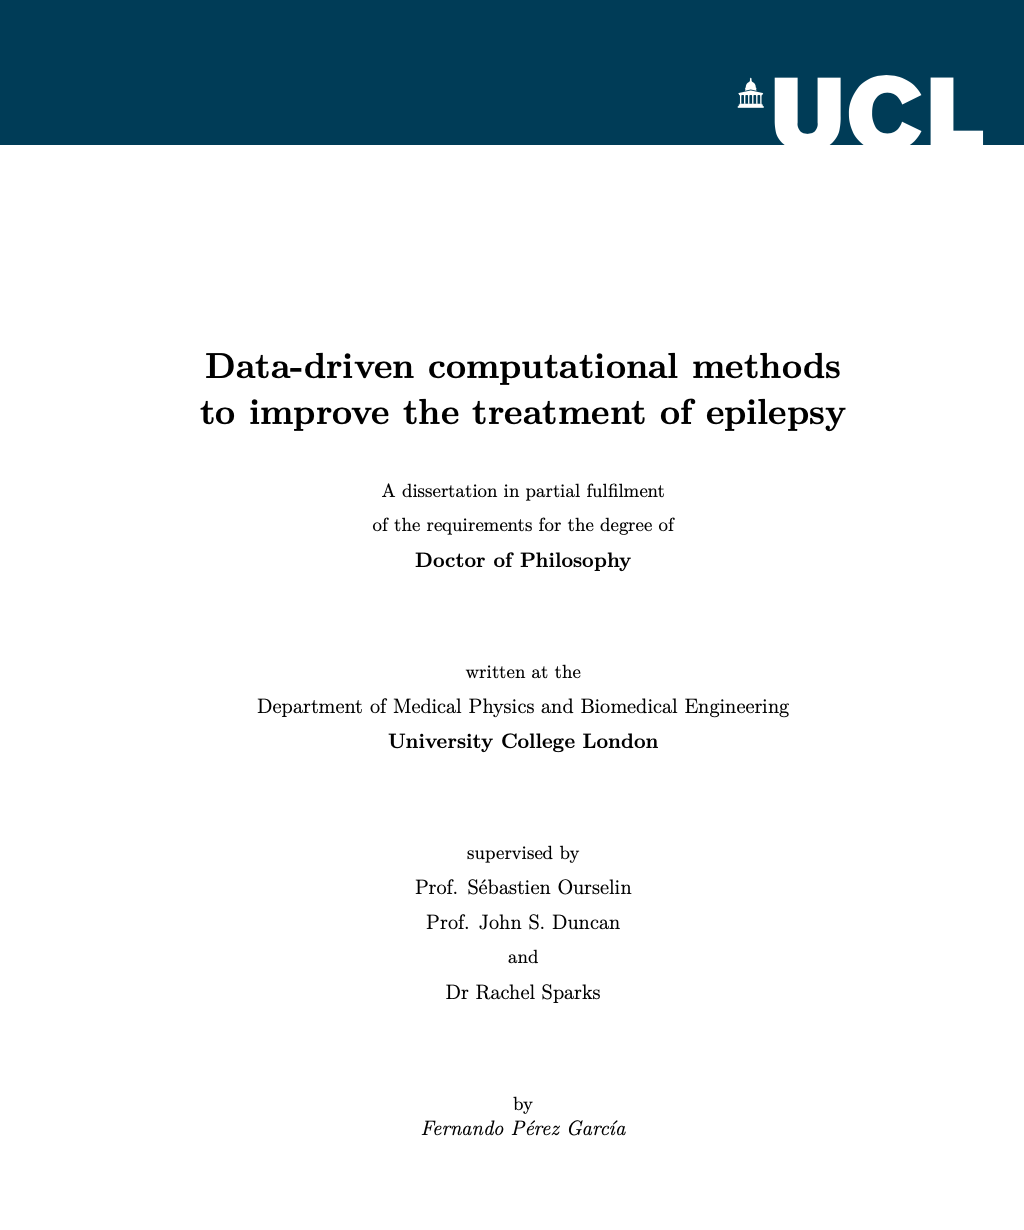 UCL
Data-driven computational methods
to improve the treatment of epilepsy
A dissertation in partial fulfilment
of the requirements for the degree of
Doctor of Philosophy
written at the
Department of Medical Physics and Biomedical Engineering
University College London
supervised by
Prof. Sébastien Ourselin
Prof. John S. Duncan
and
Dr Rachel Sparks
by
Fernando Pérez García